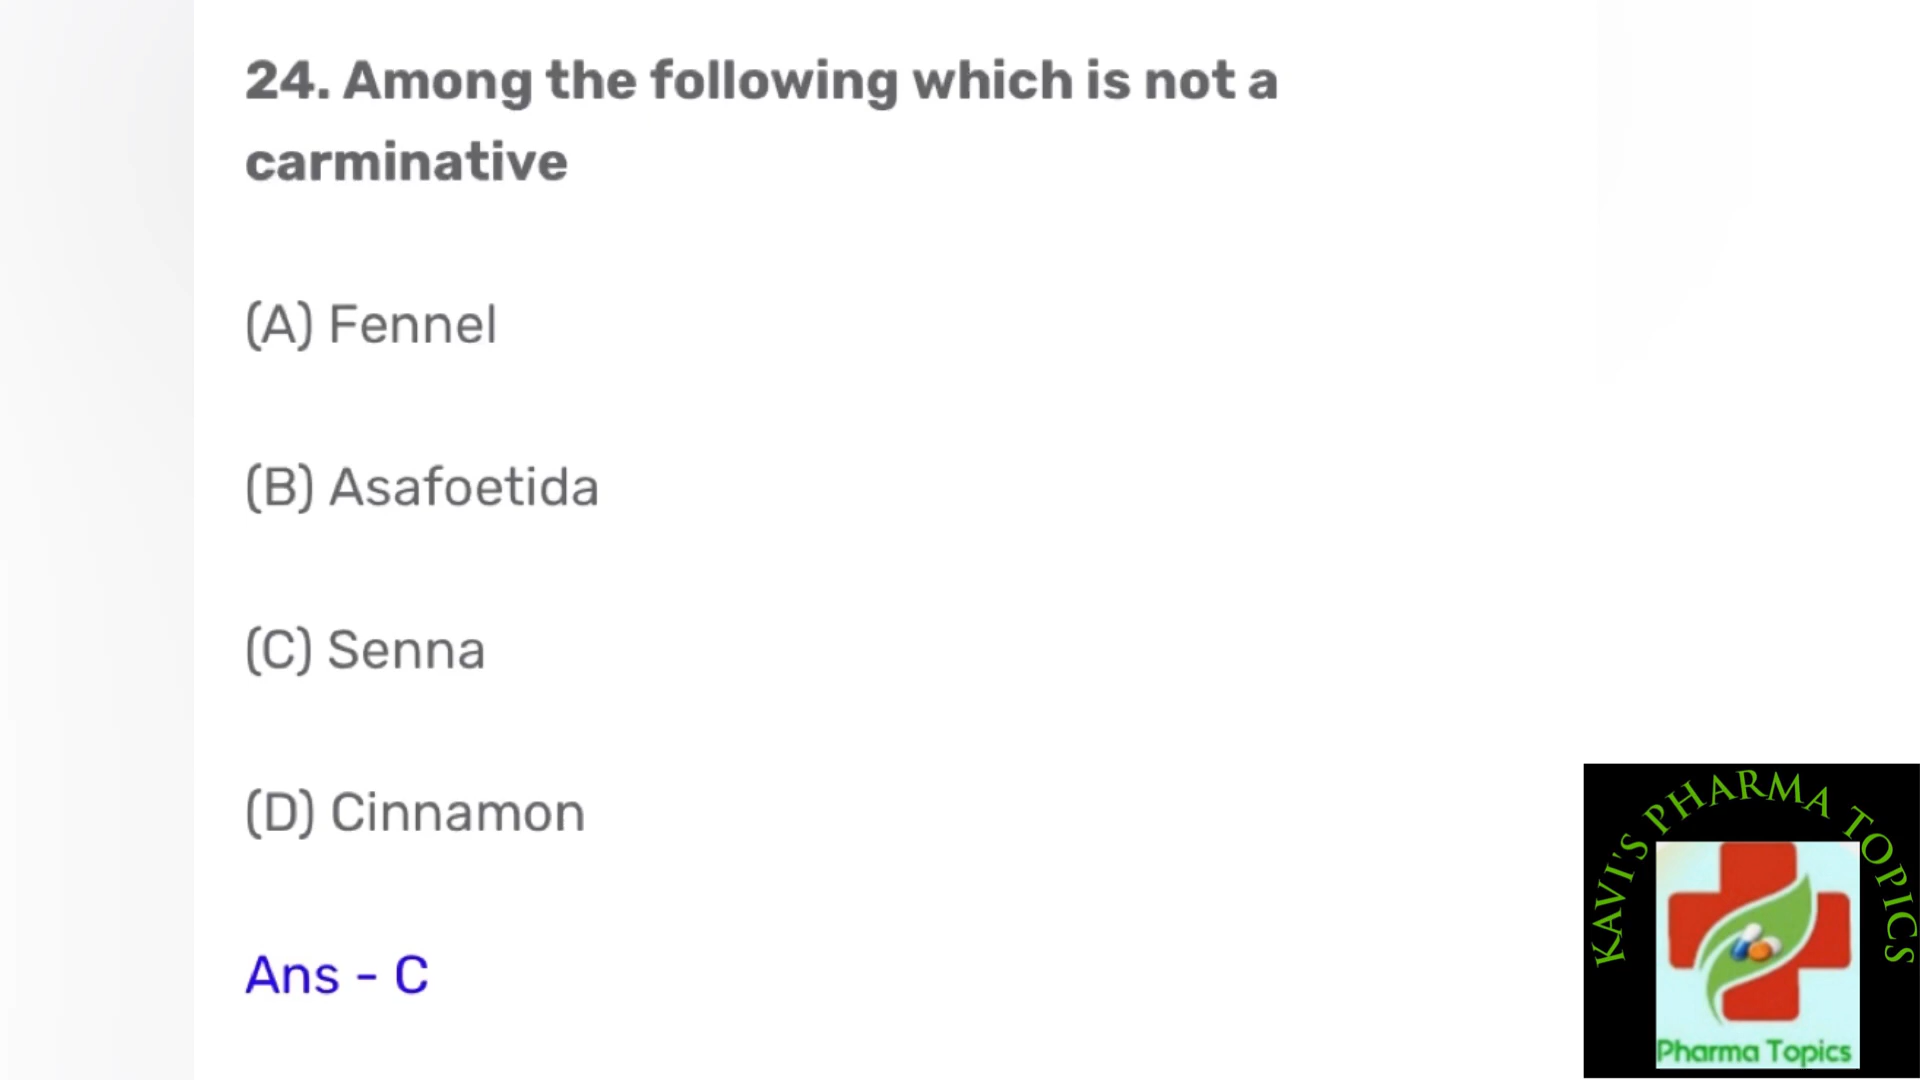 24. Among the following which is not a
carminative
(A) Fennel
(B) Asafoetida
(C) Senna
(D) Cinnamon
Ans - C
KAVI'S PHARMA TOPICS
Pharma Topics